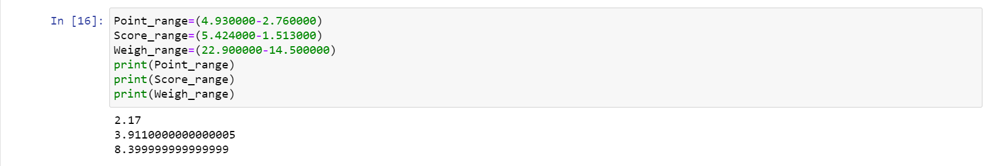 In [16]: Point_range=(4.930000-2.760000)
Score_range=(5.424000-1.513000)
Weigh_range=(22.900000-14.500000)
print(Point_range)
print(Score_range)
print(Weigh_range)
2.17
3.9110000000000005
8.399999999999999